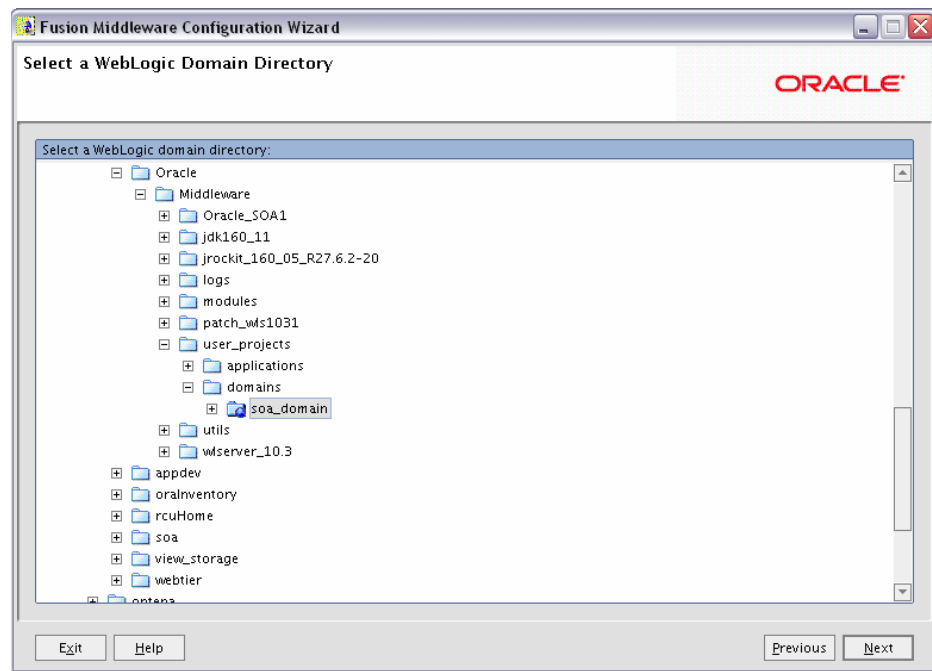 Fusion Middleware Configuration Wizard
Select a WebLogic Domain Directory
ORACLE
Select a WebLogic domain directory:
Oracle
Middleware
Oracle_SOA1
jdk160_11
jrockit_160_05_R27.6.2-20
logs
modules
patch_wls1031
user_projects
applications
domains
soa_domain
utils
wlserver_10.3
appdev
oraInventory
rcuHome
soa
view_storage
webtier
Exit Help Previous Next